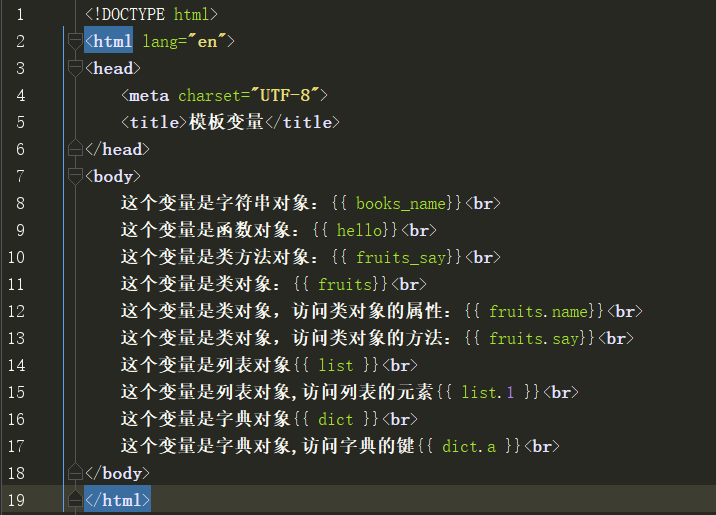 1 <!DOCTYPE html>
2 <html lang="en">
3 <head>
4 <meta charset="UTF-8">
5 <title>模板变量</title>
6 </head>
7 <body>
8 这个变量是字符串对象：{{ books_name}}<br>
9 这个变量是函数对象：{{ hello}}<br>
10 这个变量是类方法对象：{{ fruits_say}}<br>
11 这个变量是类对象：{{ fruits}}<br>
12 这个变量是类对象，访问类对象的属性：{{ fruits.name}}<br>
13 这个变量是类对象，访问类对象的方法：{{ fruits.say}}<br>
14 这个变量是列表对象{{ list }}<br>
15 这个变量是列表对象,访问列表的元素{{ list.1 }}<br>
16 这个变量是字典对象{{ dict }}<br>
17 这个变量是字典对象,访问字典的键{{ dict.a }}<br>
18 </body>
19 </html>